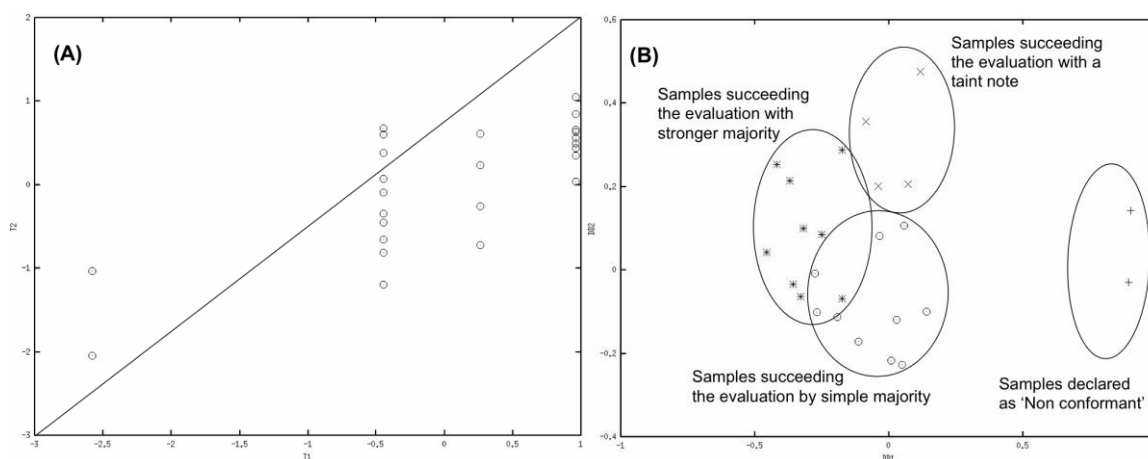 (A)
2
1
0
-1
-2
-3
T2
-3
-2.5
-2
-1.5
-1
-0.5
0
0.5
1
T1
(B)
0.6
0.4
0.2
0
-0.2
-0.4
-0.5
0
0.5
Samples succeeding
the evaluation with a
taint note
Samples succeeding
the evaluation with
stronger majority
Samples succeeding
the evaluation by simple majority
Samples declared
as ‘Non conformant’